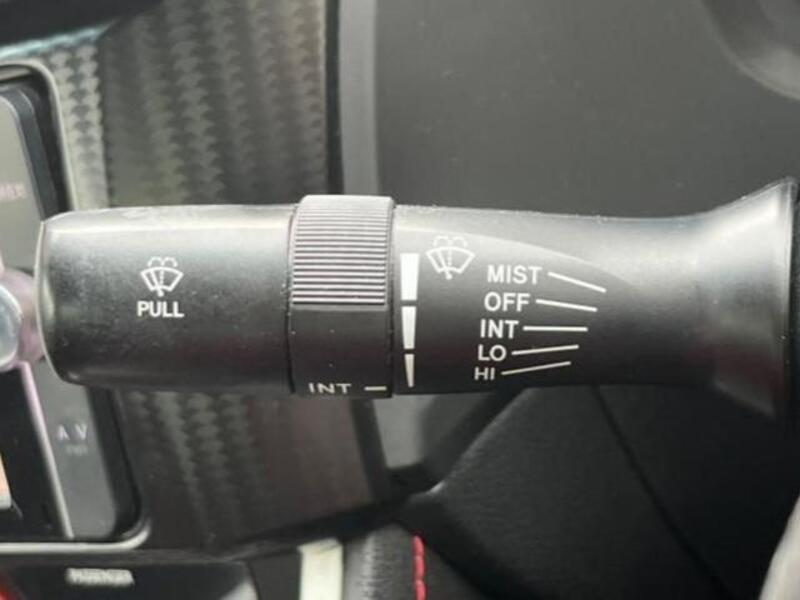 PULL
MIST
OFF
INT
LO
HI
INT